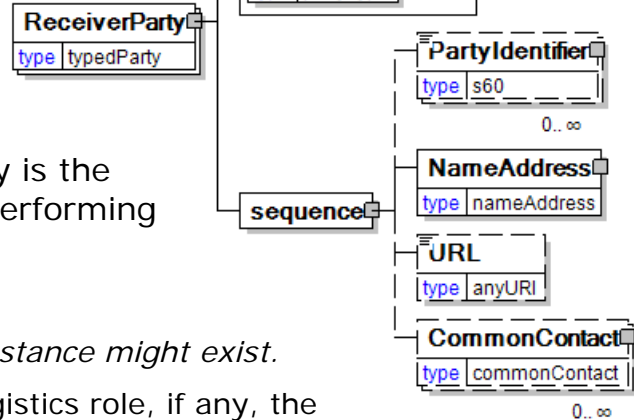 ReceiverParty
type typedParty
PartyIdentifier
type s60
0.. ∞
y is the
erforming
NameAddress
type nameAddress
sequence
URL
type anyURI
stance might exist.
CommonContact
type commonContact
gistics role, if any, the
0.. ∞